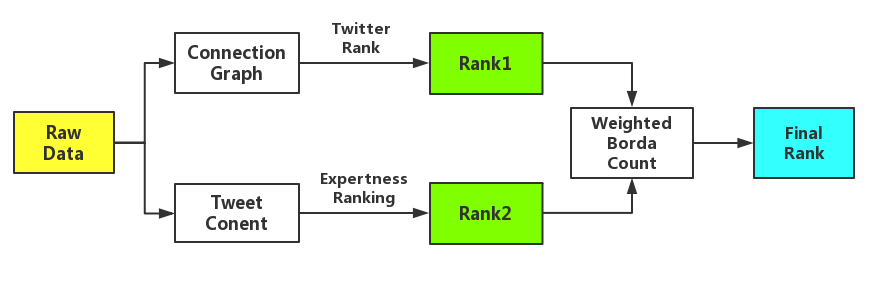 Raw
Data
Connection
Graph
Twitter
Rank
Rank1
Tweet
Conent
Expertness
Ranking
Rank2
Weighted
Borda
Count
Final
Rank